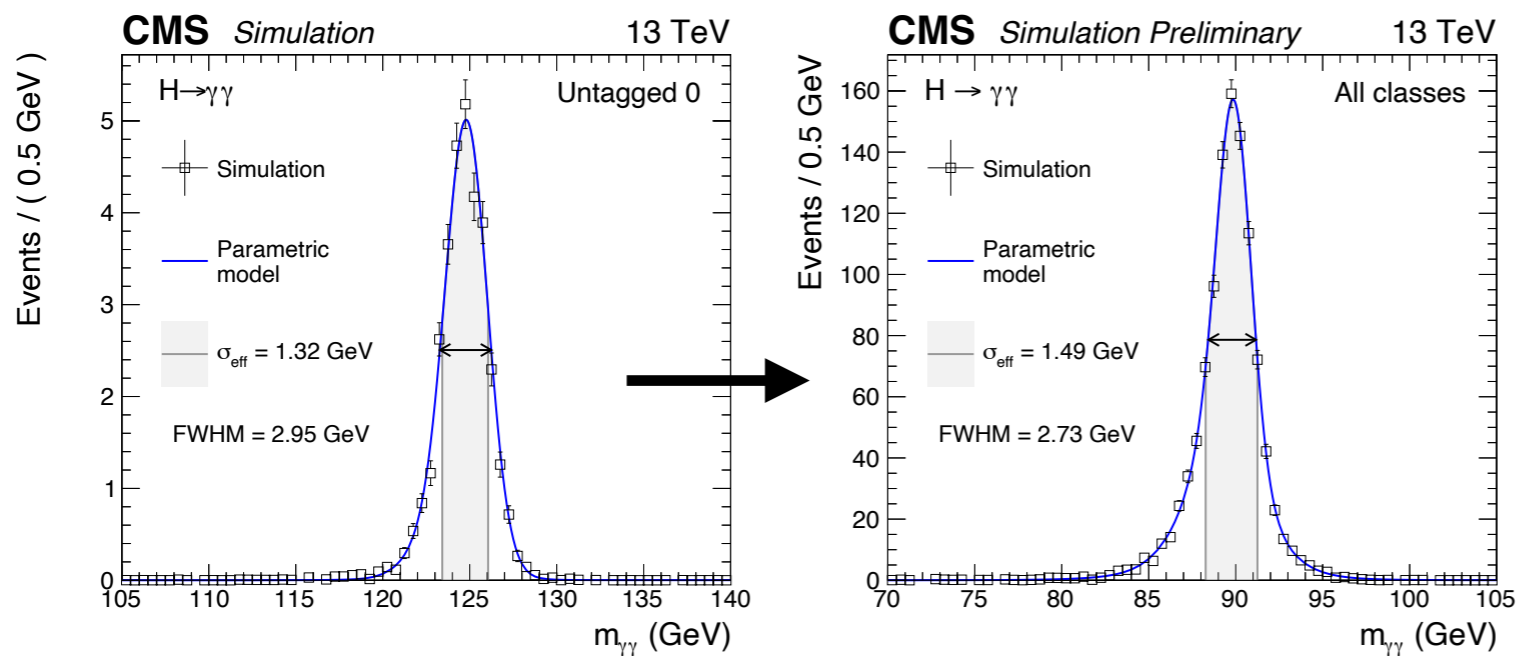 CMS Simulation 13 TeV
Events / ( 0.5 GeV )
H→γγ
Untagged 0
Simulation
Parametric
model
σeff = 1.32 GeV
FWHM = 2.95 GeV
5
4
3
2
1
0
105 110 115 120 125 130 135 140
mγγ (GeV)
CMS Simulation Preliminary 13 TeV
Events / 0.5 GeV
H → γγ
All classes
Simulation
Parametric
model
σeff = 1.49 GeV
FWHM = 2.73 GeV
160
140
120
100
80
60
40
20
0
70 75 80 85 90 95 100 105
mγγ (GeV)